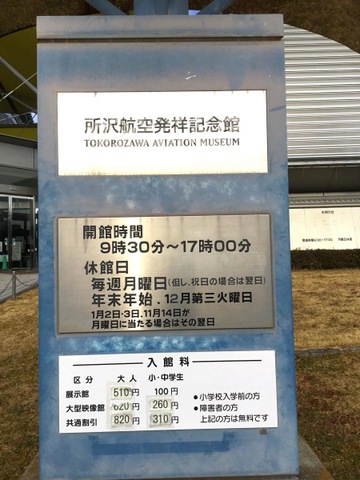 所沢航空発祥記念館
TOKOROZAWA AVIATION MUSEUM
開館時間
9時30分～17時00分
休館日
毎週月曜日(但し、祝日の場合は翌日)
年末年始．12月第三火曜日
1月2日・3日、11月14日が
月曜日に当たる場合はその翌日
入館料
区分 大人 小・中学生
展示館 510円 100円
大型映像館 620円 260円
共通割引 820円 310円
●小学校入学前の方
●障害者の方
上記の方は無料です